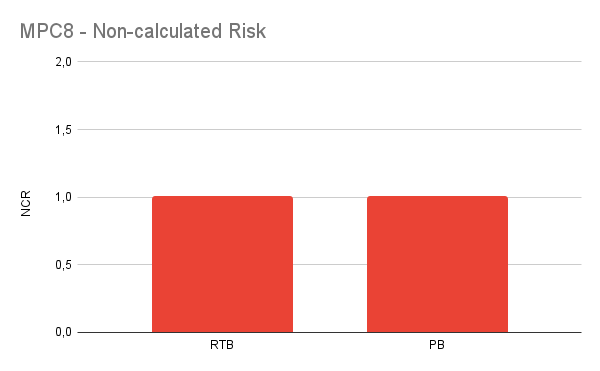 MPC8 - Non-calculated Risk
2,0
1,5
1,0
0,5
0,0
NCR
RTB
PB